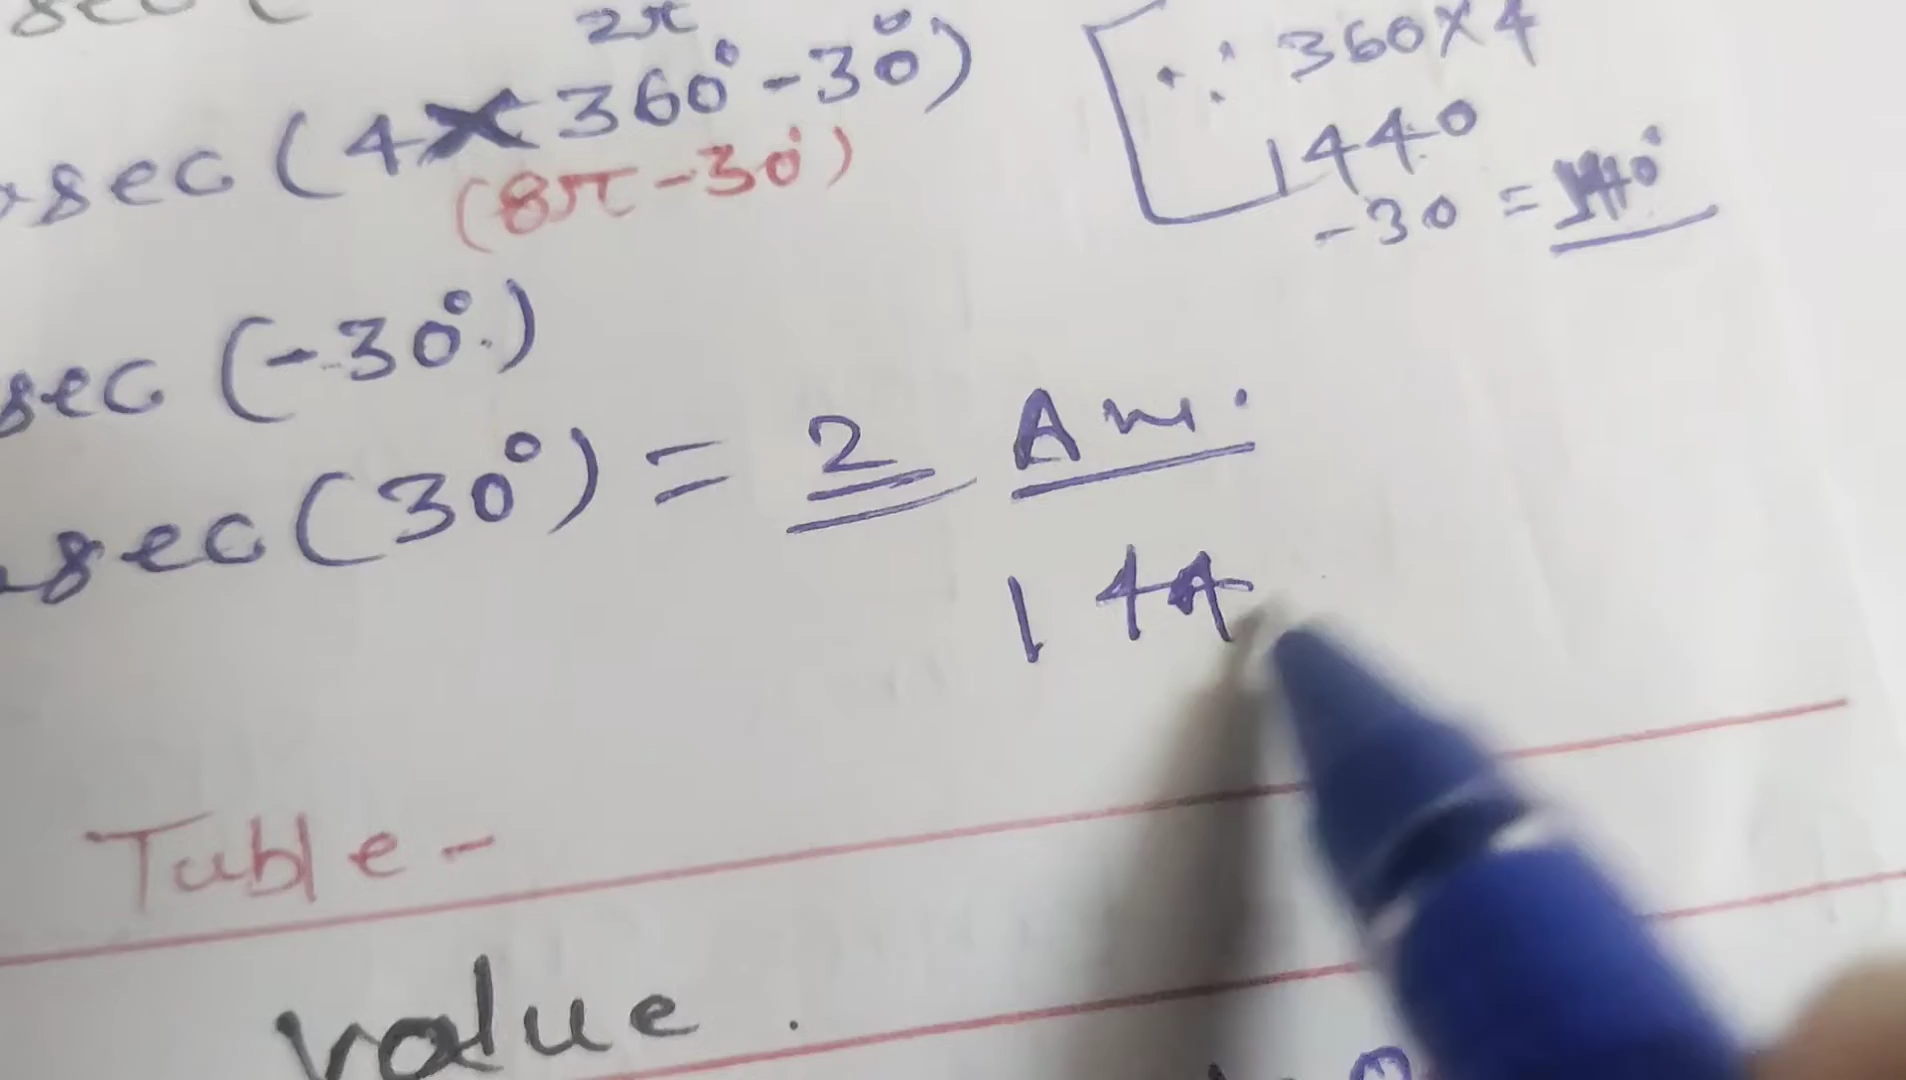 2π
sec(4×360°-30°)
(8π-30°)
∵ 360×4
1440
-30 =
sec(-30°)
sec(30°) = 2 Ans.
144
Table-
value.